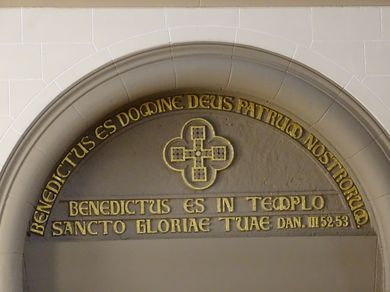 BENEDICTUS ES DOMINE DEUS PATRUM NOSTRORUM.
BENEDICTUS ES IN TEMPLO
SANCTO GLORIAE TUAE DAN. III 52-53